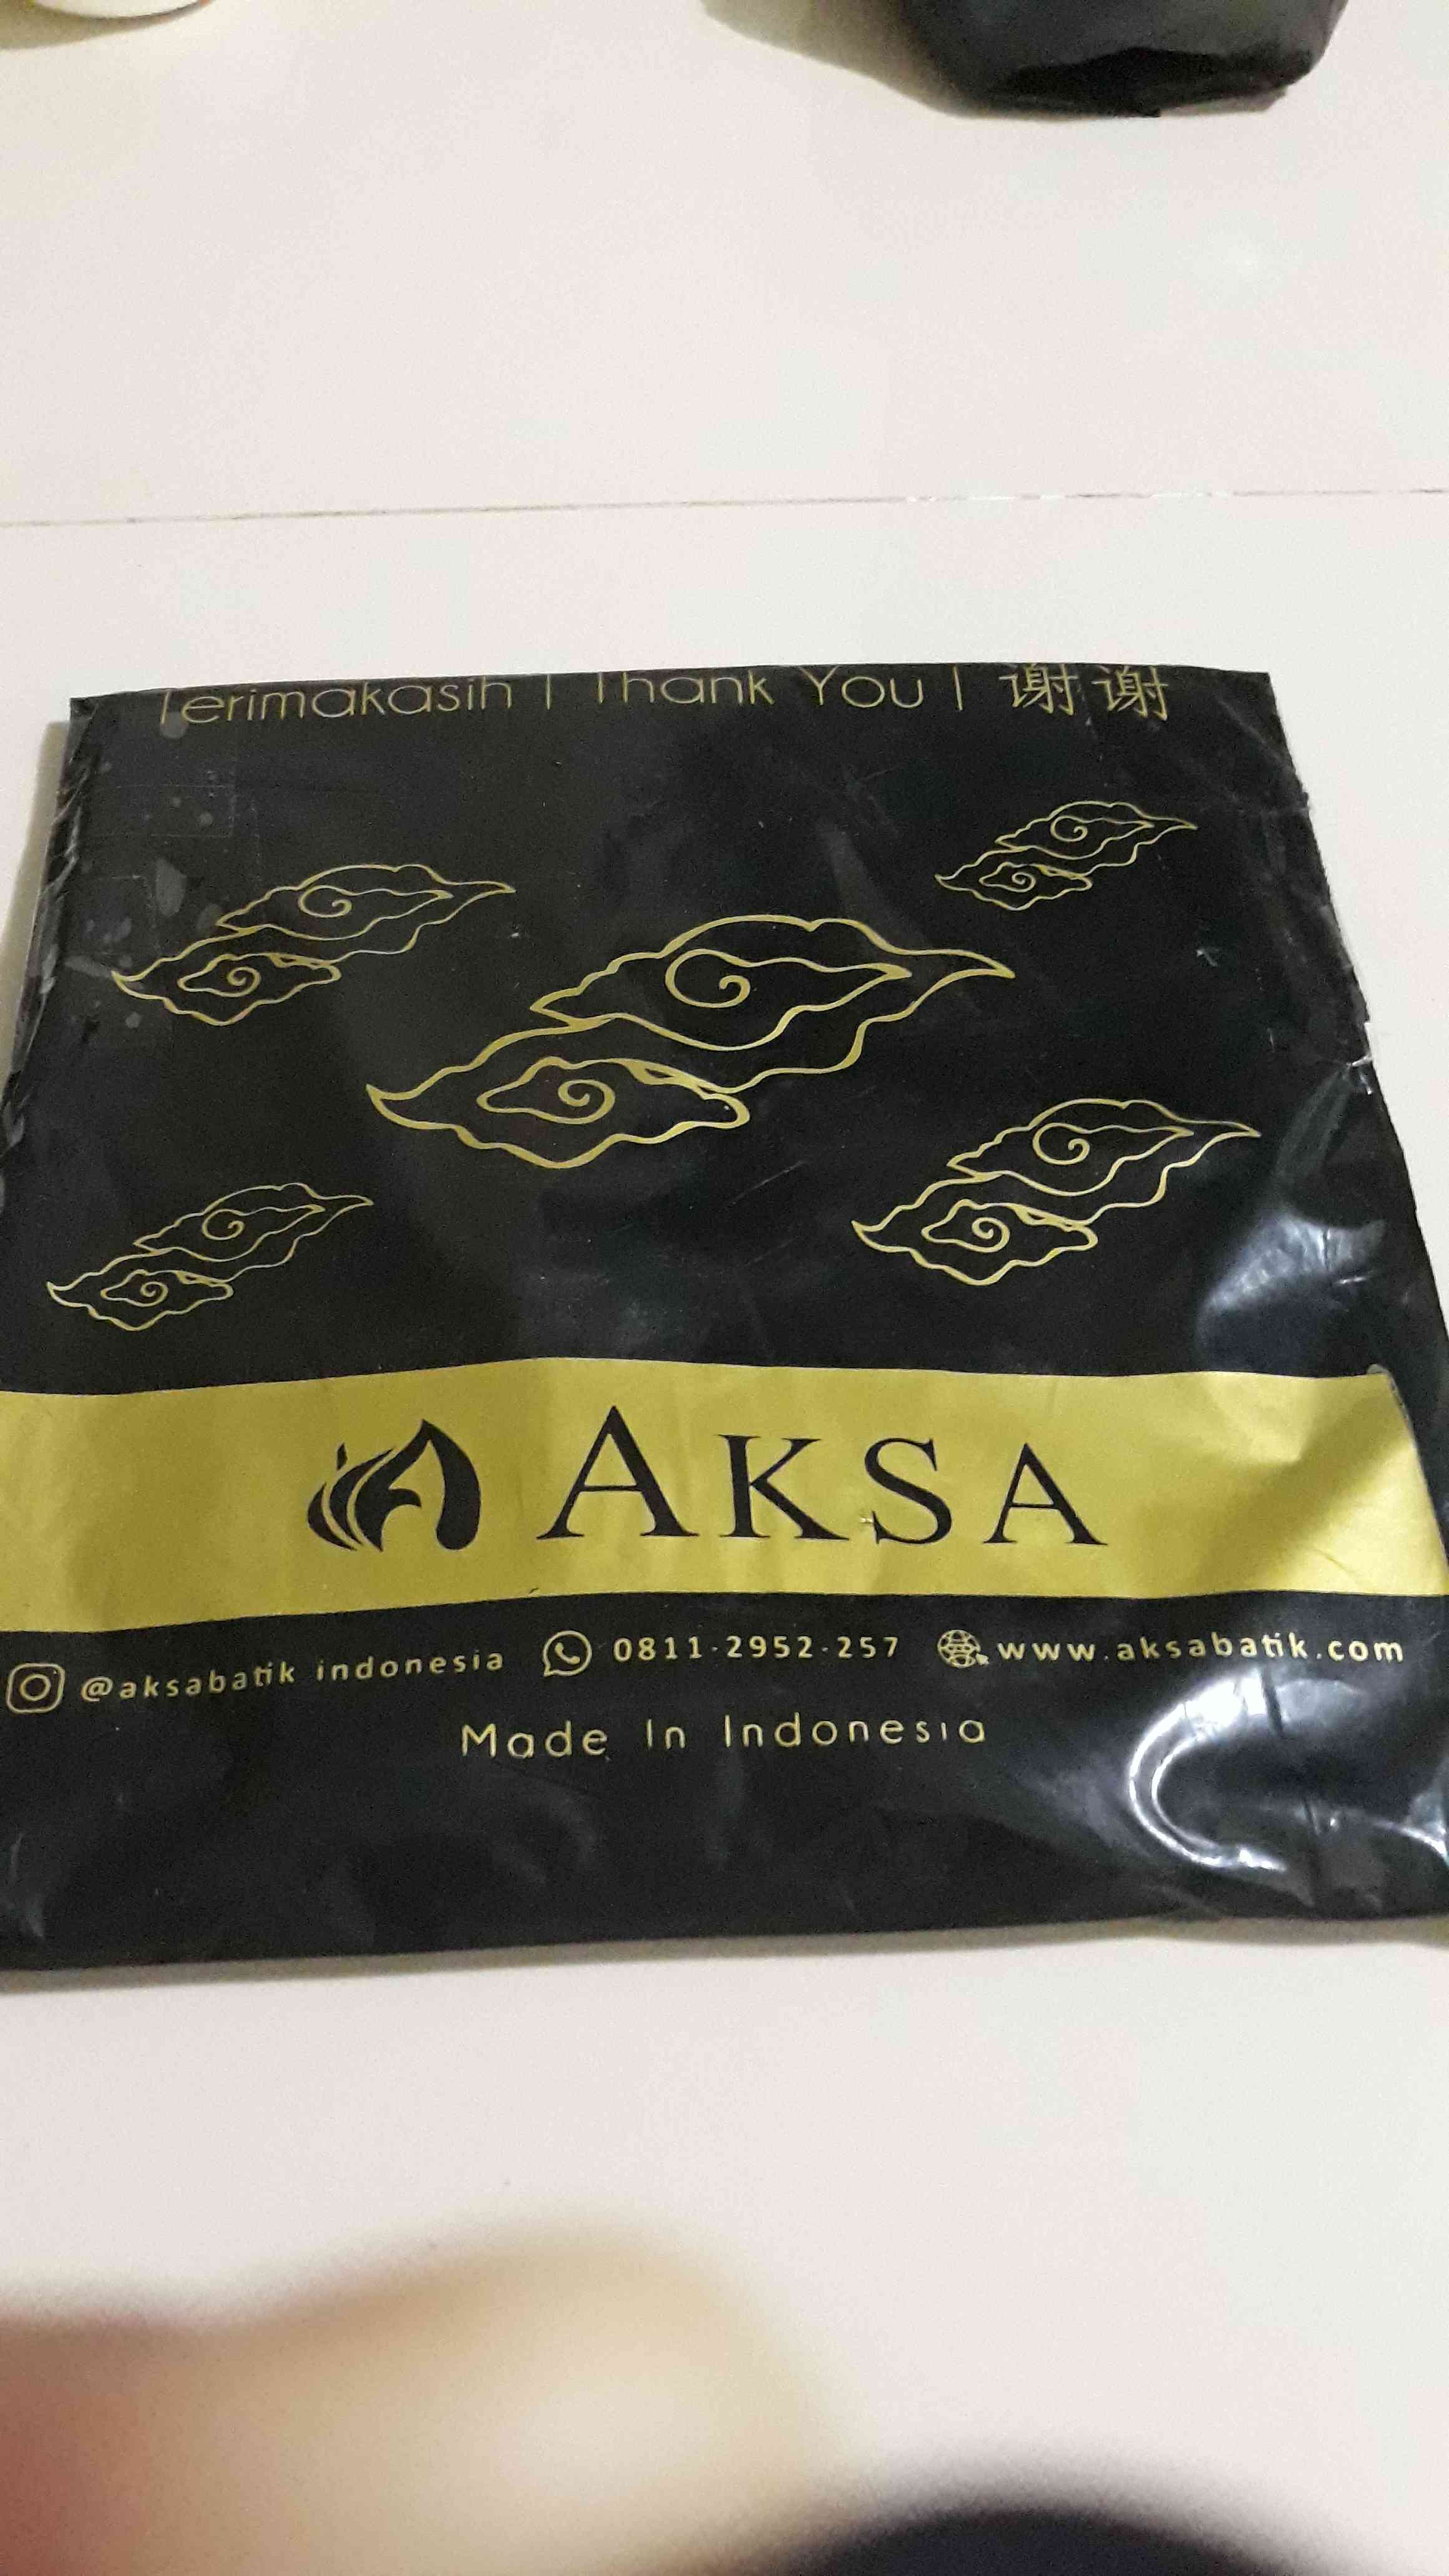 Terimakasih | Thank You | 谢谢
AKSA
@aksabatik indonesia 0811-2952-257 www.aksabatik.com
Made In Indonesia